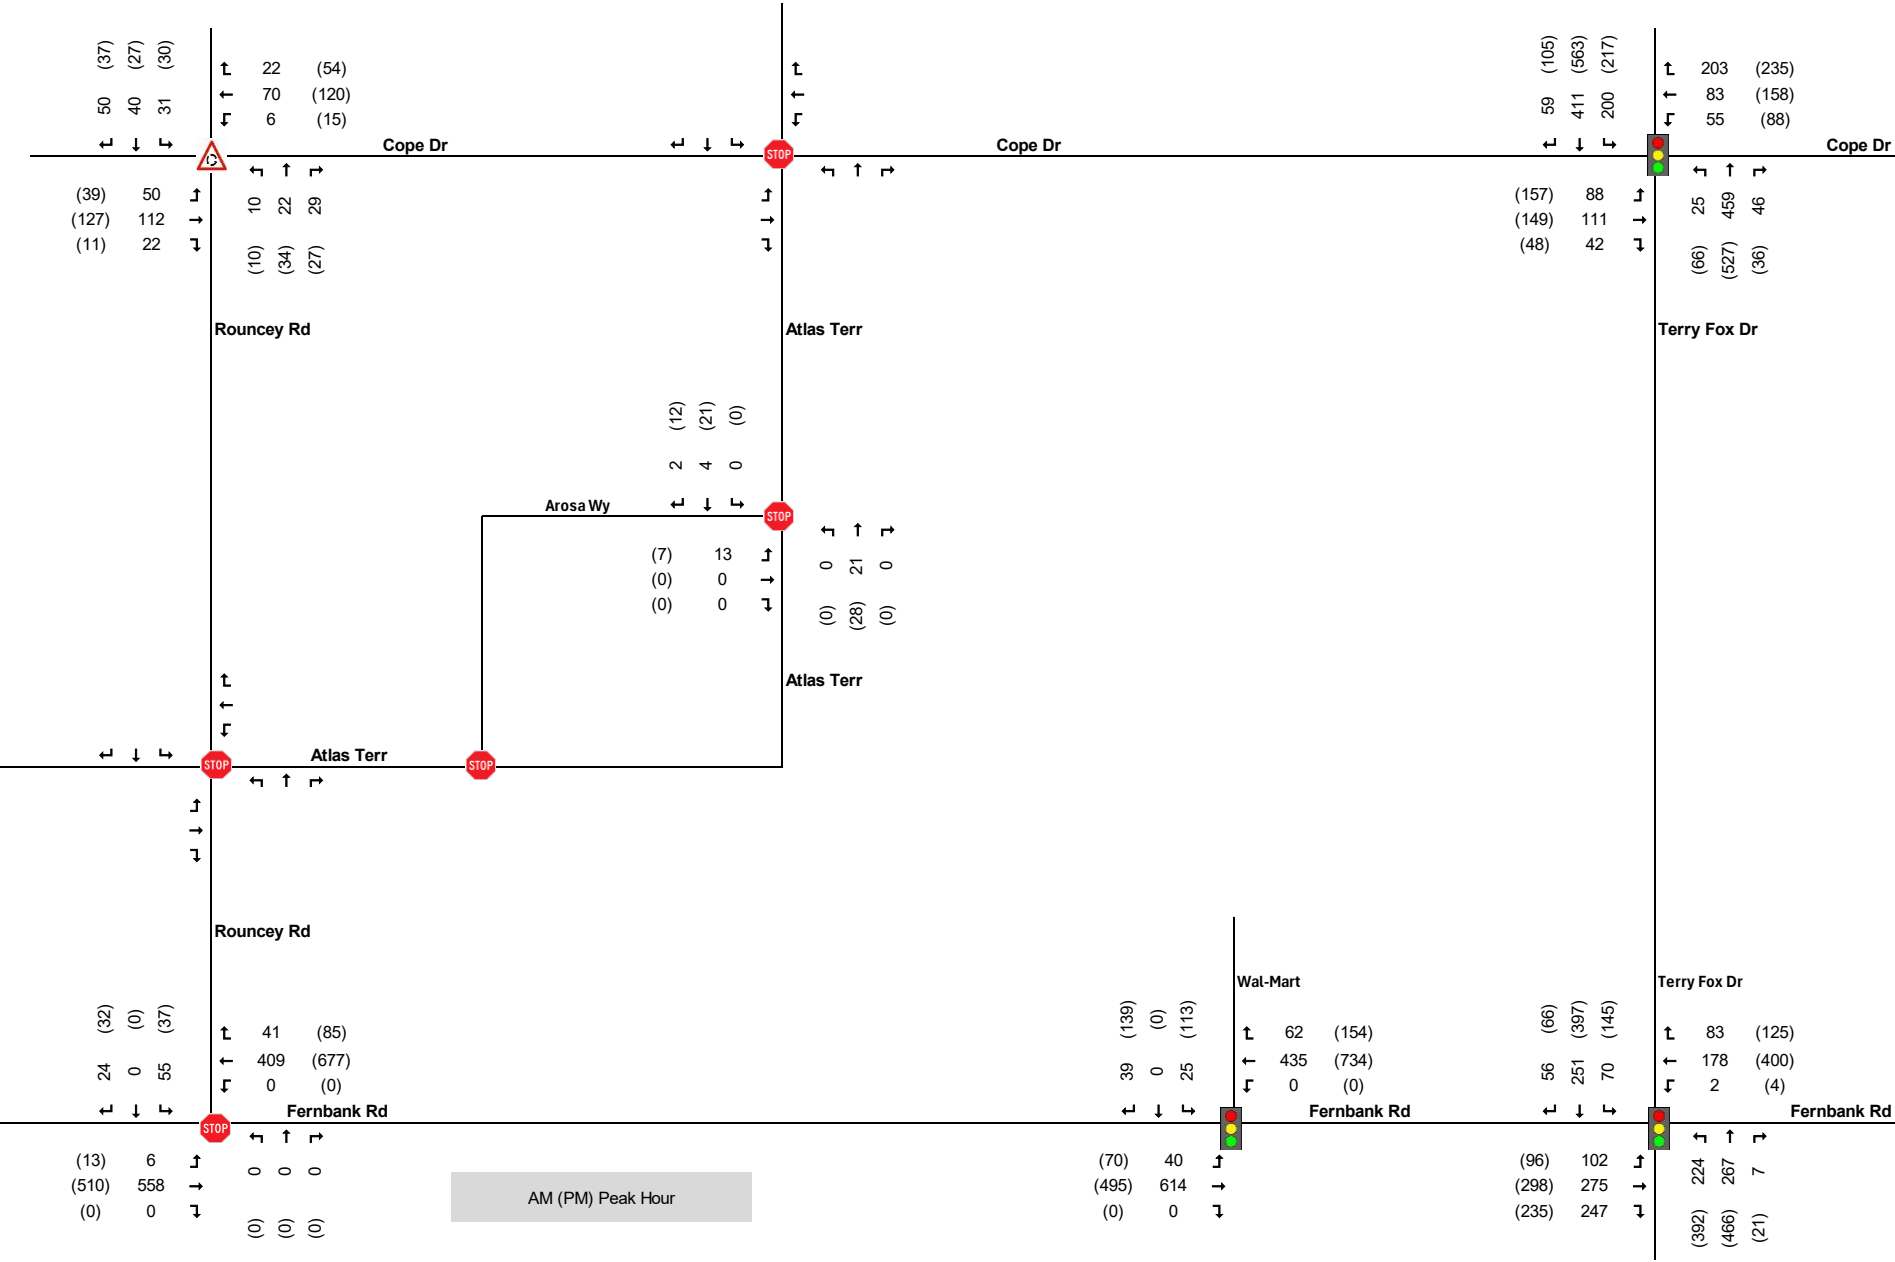 (37) (27) (30)
50 40 31
22 (54)
70 (120)
6 (15)
Cope Dr
(39) 50
(127) 112
(11) 22
10 22 29
(10) (34) (27)
STOP
Cope Dr
(105) (563) (217)
59 411 200
203 (235)
83 (158)
55 (88)
Cope Dr
(157) 88
(149) 111
(48) 42
25 459 46
(66) (527) (36)
Rouncey Rd
Atlas Terr
Terry Fox Dr
(12) (21) (0)
2 4 0
Arosa Wy
STOP
(7) 13
(0) 0
(0) 0
0 21 0
(0) (28) (0)
Atlas Terr
STOP
Atlas Terr
STOP
Rouncey Rd
Wal-Mart
Terry Fox Dr
(32) (0) (37)
24 0 55
41 (85)
409 (677)
0 (0)
Fernbank Rd
STOP
(13) 6
(510) 558
(0) 0
0 0 0
(0) (0) (0)
AM (PM) Peak Hour
(139) (0) (113)
39 0 25
62 (154)
435 (734)
0 (0)
Fernbank Rd
(70) 40
(495) 614
(0) 0
(66) (397) (145)
56 251 70
83 (125)
178 (400)
2 (4)
Fernbank Rd
(96) 102
(298) 275
(235) 247
224 267 7
(392) (466) (21)